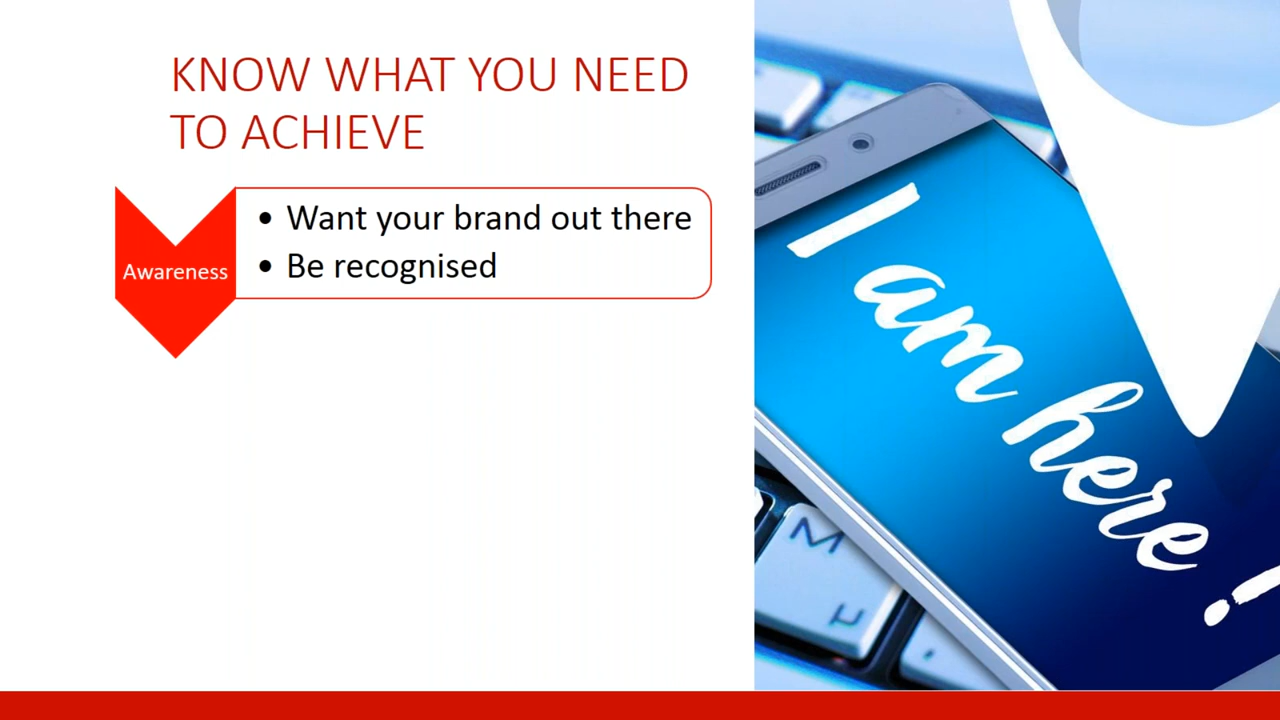 KNOW WHAT YOU NEED
TO ACHIEVE
Awareness
• Want your brand out there
• Be recognised
I am here !
M
µ